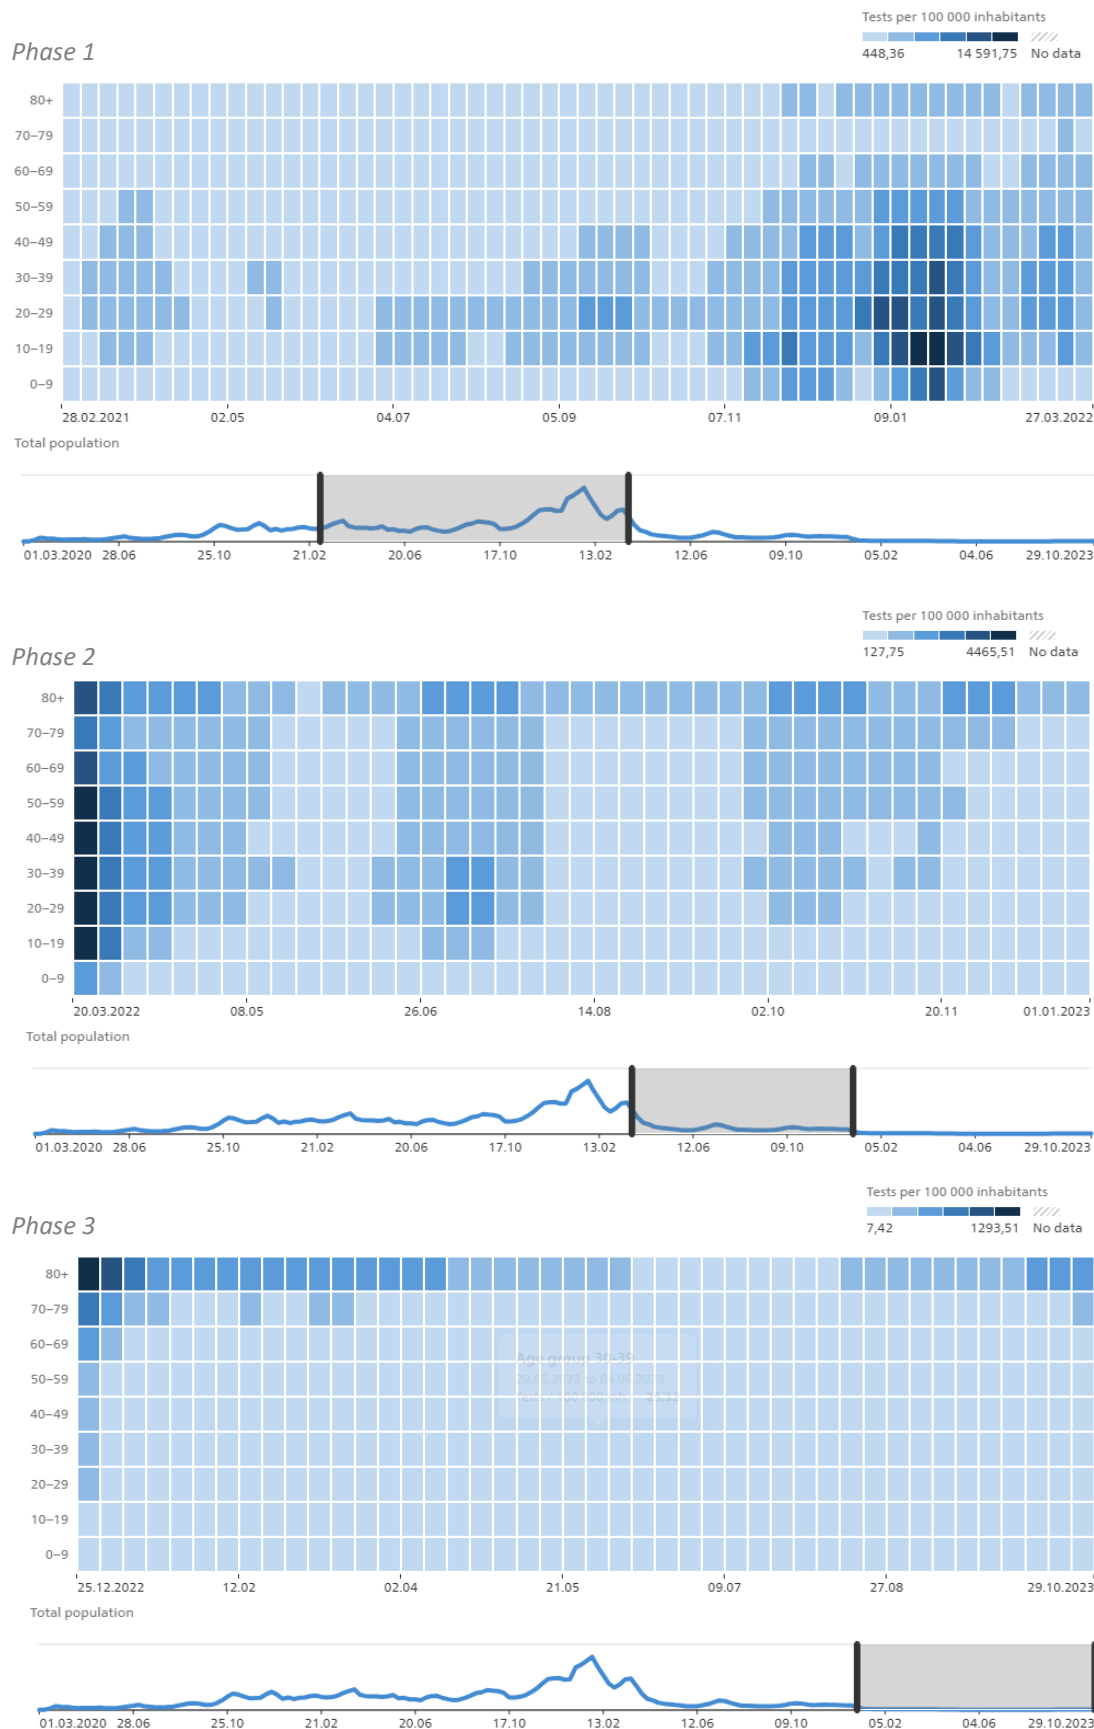 Tests per 100 000 inhabitants
448,36 14 591,75 No data
Phase 1
80+
70–79
60–69
50–59
40–49
30–39
20–29
10–19
0–9
28.02.2021 02.05 04.07 05.09 07.11 09.01 27.03.2022
Total population
01.03.2020 28.06 25.10 21.02 20.06 17.10 13.02 12.06 09.10 05.02 04.06 29.10.2023
Tests per 100 000 inhabitants
127,75 4465,51 No data
Phase 2
80+
70–79
60–69
50–59
40–49
30–39
20–29
10–19
0–9
20.03.2022 08.05 26.06 14.08 02.10 20.11 01.01.2023
Total population
01.03.2020 28.06 25.10 21.02 20.06 17.10 13.02 12.06 09.10 05.02 04.06 29.10.2023
Tests per 100 000 inhabitants
7,42 1293,51 No data
Phase 3
80+
70–79
60–69
Age group 30-39
50–59
29.05.2023 to 04.06.2023
40–49
30–39
20–29
10–19
0–9
25.12.2022 12.02 02.04 21.05 09.07 27.08 29.10.2023
Total population
01.03.2020 28.06 25.10 21.02 20.06 17.10 13.02 12.06 09.10 05.02 04.06 29.10.2023